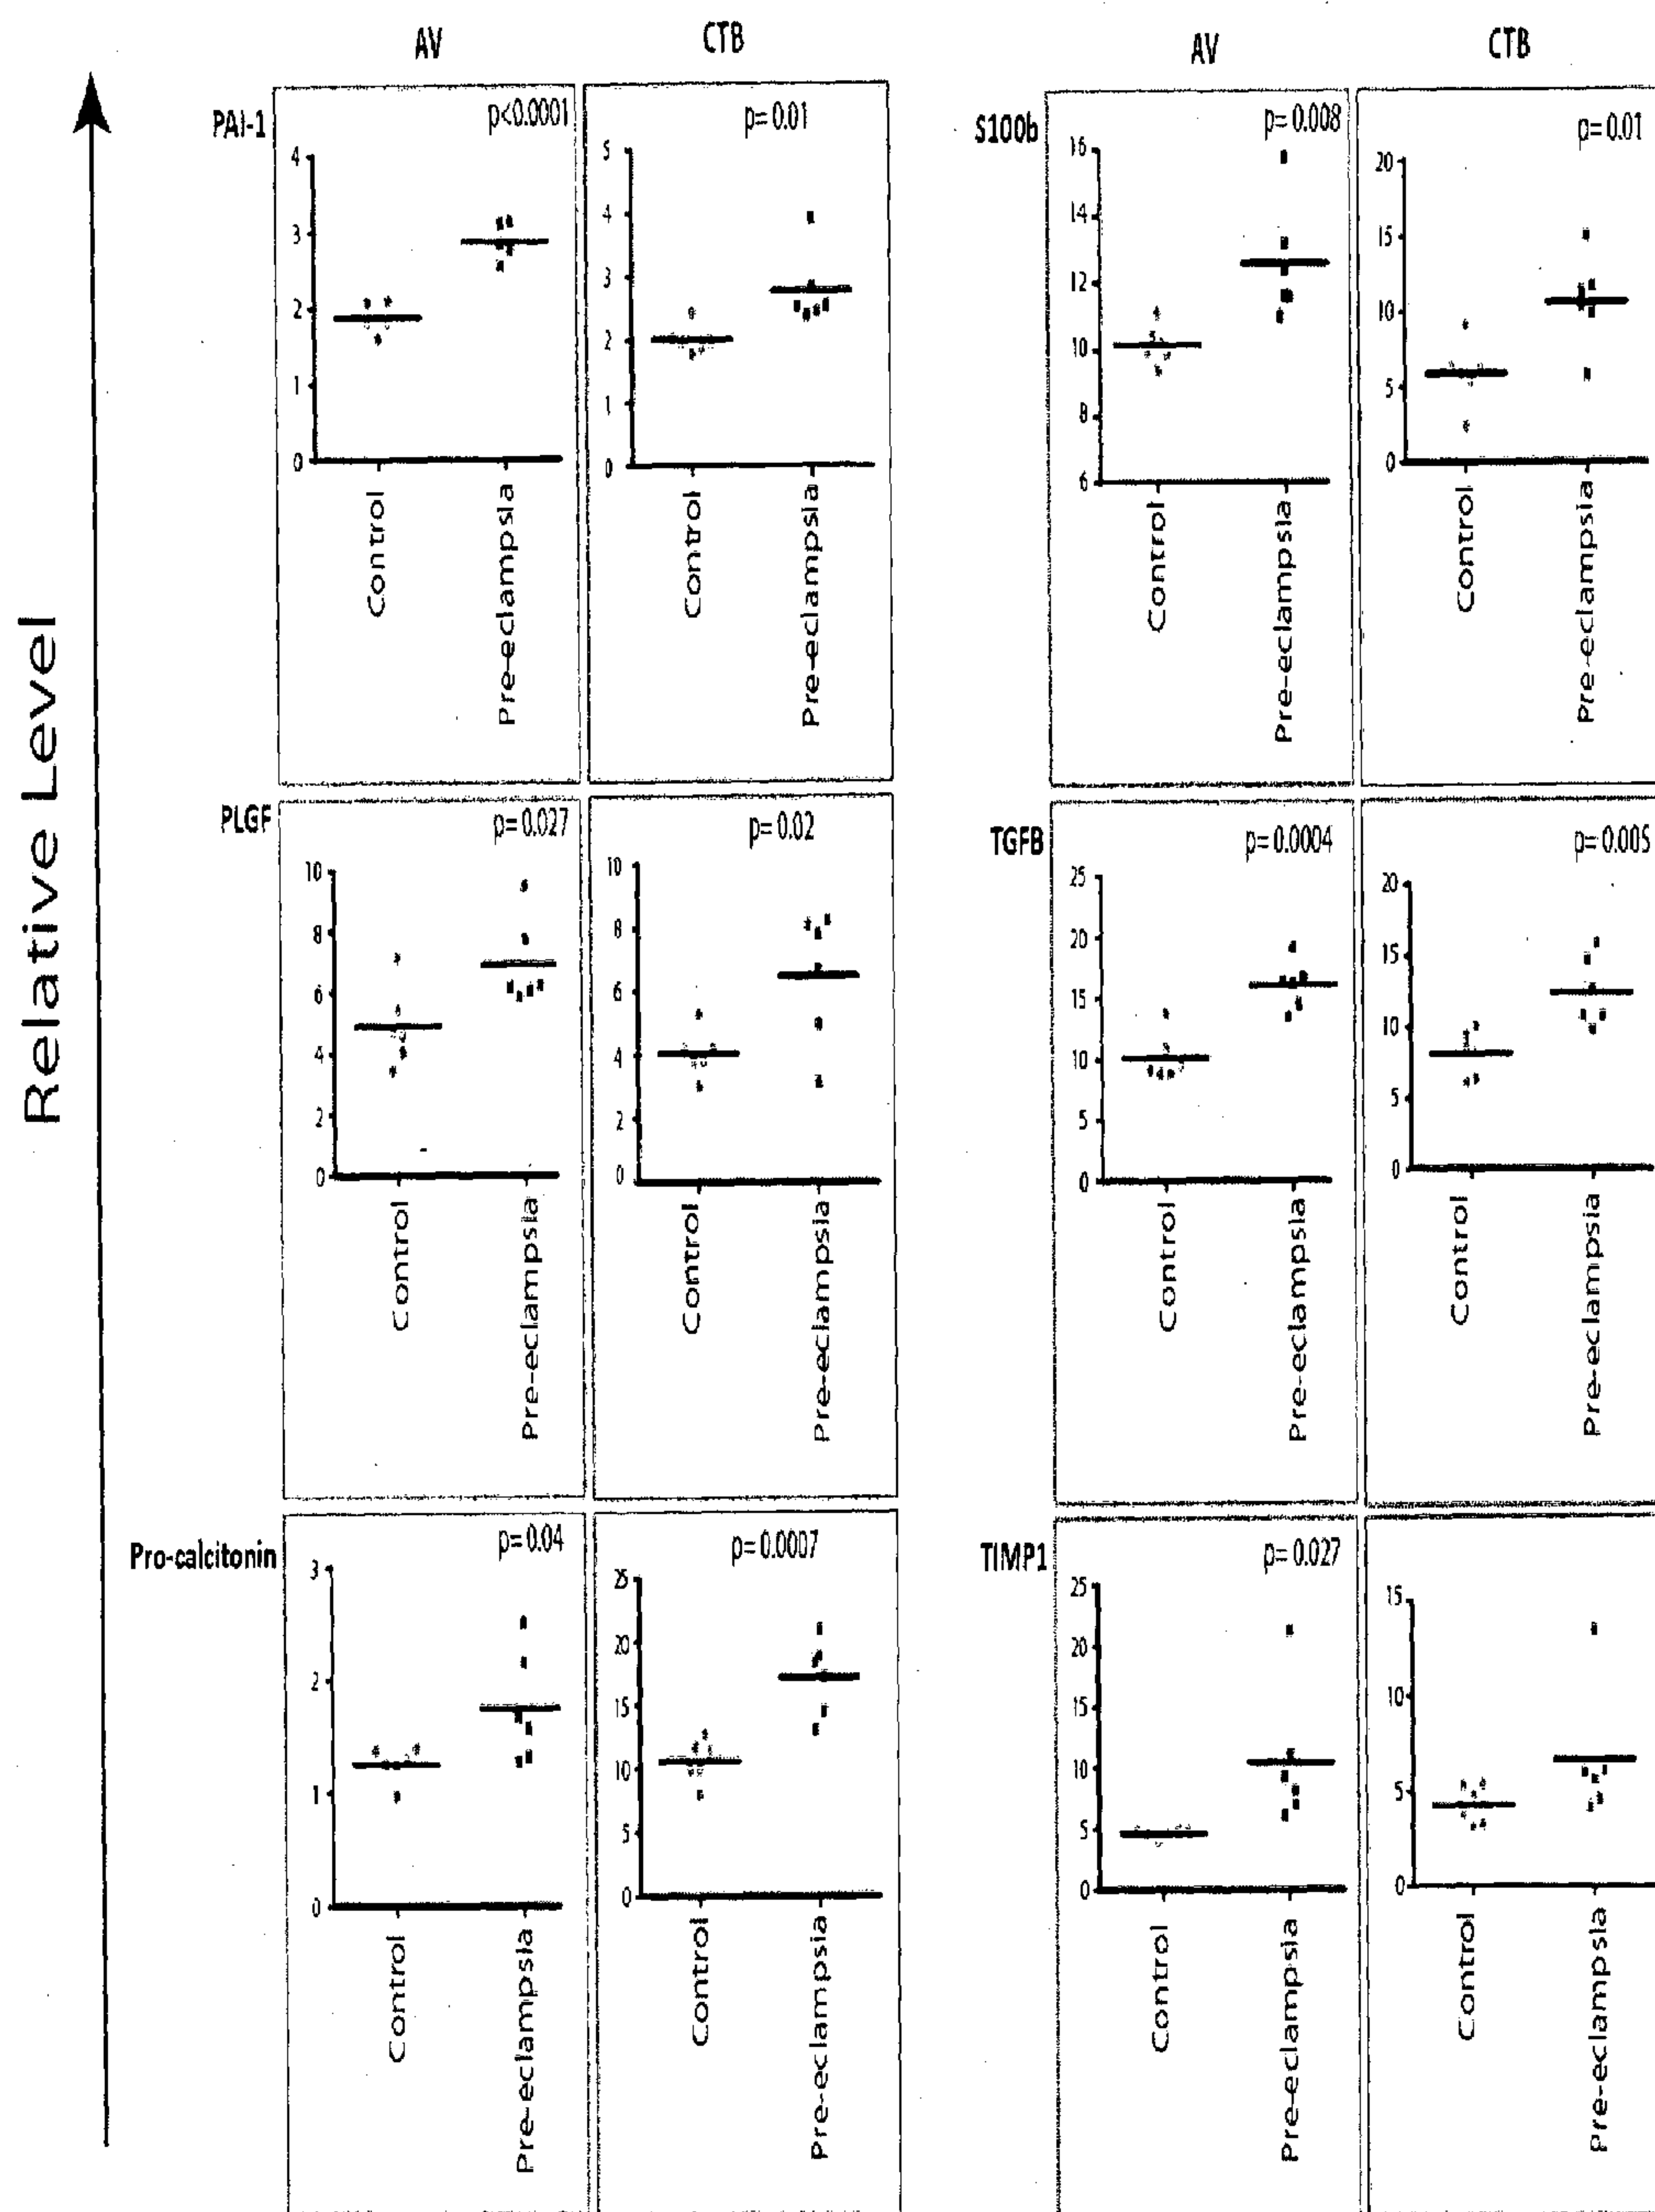 AV
CTB
AV
CTB
Relative Level
PAI-1
p<0.0001
4
3
2
1
0
Control
Pre-eclampsia
p= 0.01
5
4
3
2
1
0
Control
Pre-eclampsia
S100b
p= 0.008
16
14
12
10
8
6
Control
Pre-eclampsia
p= 0.01
20
15
10
5
0
Control
Pre-eclampsia
PLGF
p= 0.027
10
8
6
4
2
0
Control
Pre-eclampsia
p= 0.02
10
8
6
4
2
0
Control
Pre-eclampsia
TGFB
p= 0.0004
25
20
15
10
5
0
Control
Pre-eclampsia
p= 0.005
20
15
10
5
0
Control
Pre-eclampsia
Pro-calcitonin
p= 0.04
3
2
1
0
Control
Pre-eclampsia
p= 0.0007
25
20
15
10
5
0
Control
Pre-eclampsia
TIMP1
p= 0.027
25
20
15
10
5
0
Control
Pre-eclampsia
15
10
5
0
Control
Pre-eclampsia